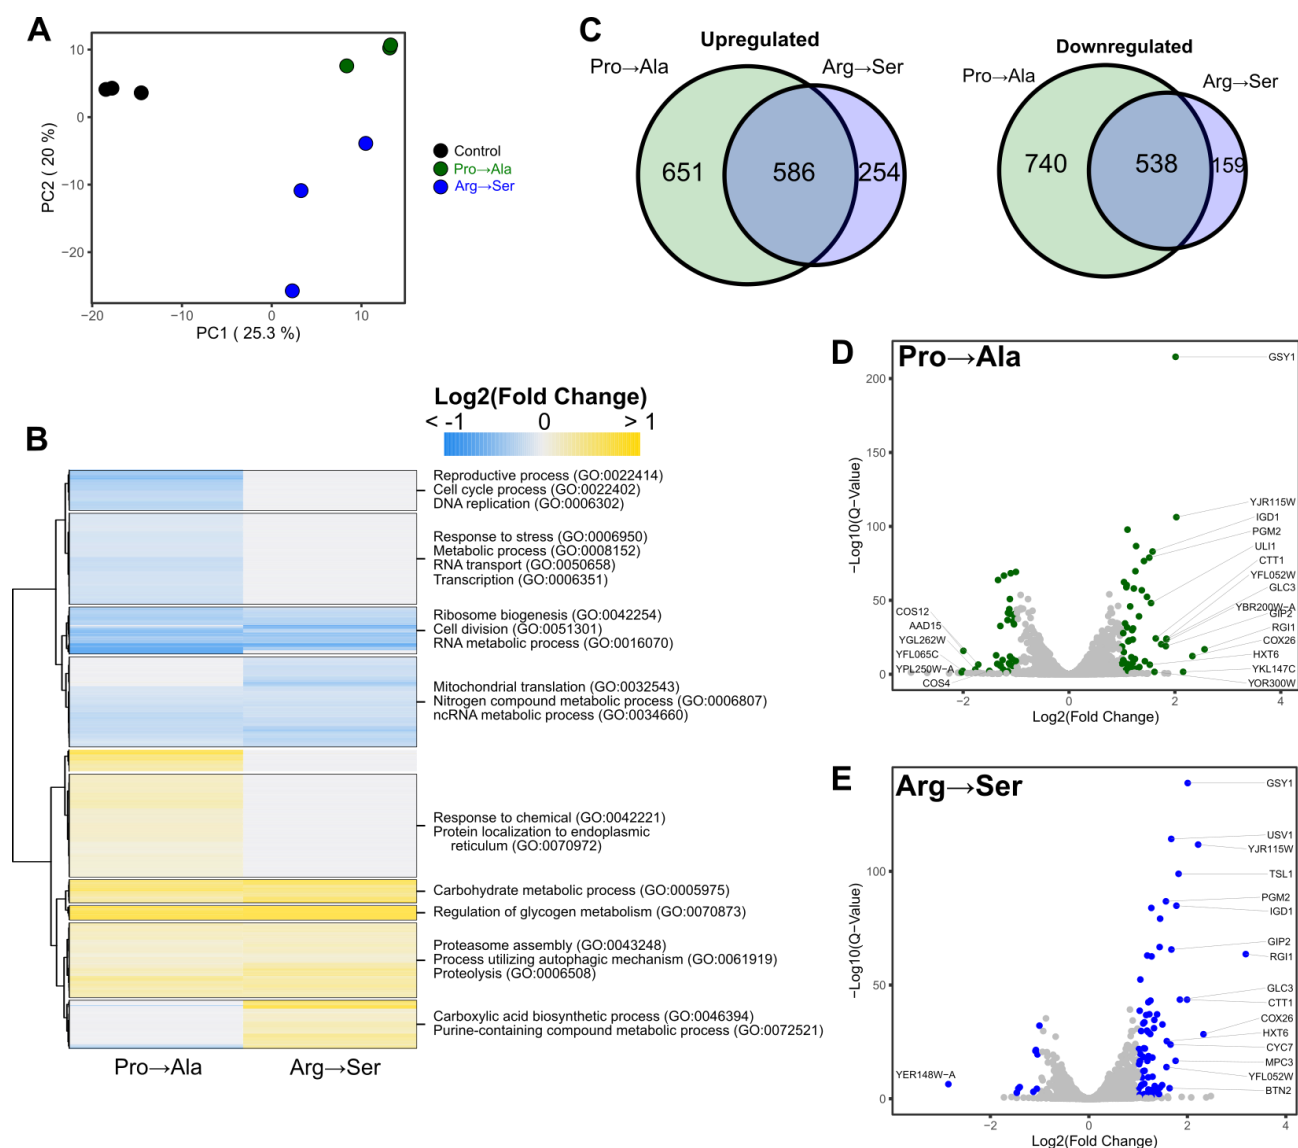 A
10
0
−10
−20
PC2 ( 20 %)
−20
−10
0
10
PC1 ( 25.3 %)
Control
Pro→Ala
Arg→Ser
C
Upregulated
Pro→Ala
Arg→Ser
651
586
254
Downregulated
Pro→Ala
Arg→Ser
740
538
159
B
Log2(Fold Change)
< -1
0
> 1
Reproductive process (GO:0022414)
Cell cycle process (GO:0022402)
DNA replication (GO:0006302)
Response to stress (GO:0006950)
Metabolic process (GO:0008152)
RNA transport (GO:0050658)
Transcription (GO:0006351)
Ribosome biogenesis (GO:0042254)
Cell division (GO:0051301)
RNA metabolic process (GO:0016070)
Mitochondrial translation (GO:0032543)
Nitrogen compound metabolic process (GO:0006807)
ncRNA metabolic process (GO:0034660)
Response to chemical (GO:0042221)
Protein localization to endoplasmic
reticulum (GO:0070972)
Carbohydrate metabolic process (GO:0005975)
Regulation of glycogen metabolism (GO:0070873)
Proteasome assembly (GO:0043248)
Process utilizing autophagic mechanism (GO:0061919)
Proteolysis (GO:0006508)
Carboxylic acid biosynthetic process (GO:0046394)
Purine-containing compound metabolic process (GO:0072521)
Pro→Ala
Arg→Ser
D
Pro→Ala
200
150
100
50
0
−Log10(Q−Value)
−2
0
2
4
Log2(Fold Change)
GSY1
YJR115W
IGD1
PGM2
ULI1
CTT1
YFL052W
GLC3
YBR200W−A
GIP2
RGI1
COX26
HXT6
YKL147C
YOR300W
COS12
AAD15
YGL262W
YFL065C
YPL250W−A
COS4
E
Arg→Ser
100
50
0
−Log10(Q−Value)
−2
0
2
4
Log2(Fold Change)
GSY1
USV1
YJR115W
TSL1
PGM2
IGD1
GIP2
RGI1
GLC3
CTT1
COX26
HXT6
CYC7
MPC3
YFL052W
BTN2
YER148W−A